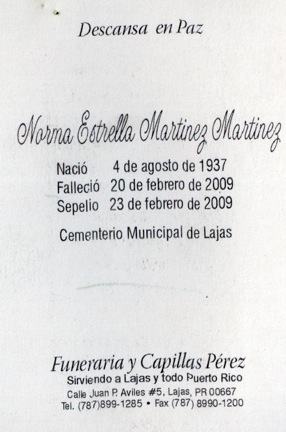 Descansa en Paz
Norma Estrella Martinez Martinez
Nació 4 de agosto de 1937
Falleció 20 de febrero de 2009
Sepelio 23 de febrero de 2009
Cementerio Municipal de Lajas
Funeraria y Capillas Pérez
Sirviendo a Lajas y todo Puerto Rico
Calle Juan P. Aviles #5, Lajas, PR 00667
Tel. (787)899-1285 • Fax (787) 8990-1200